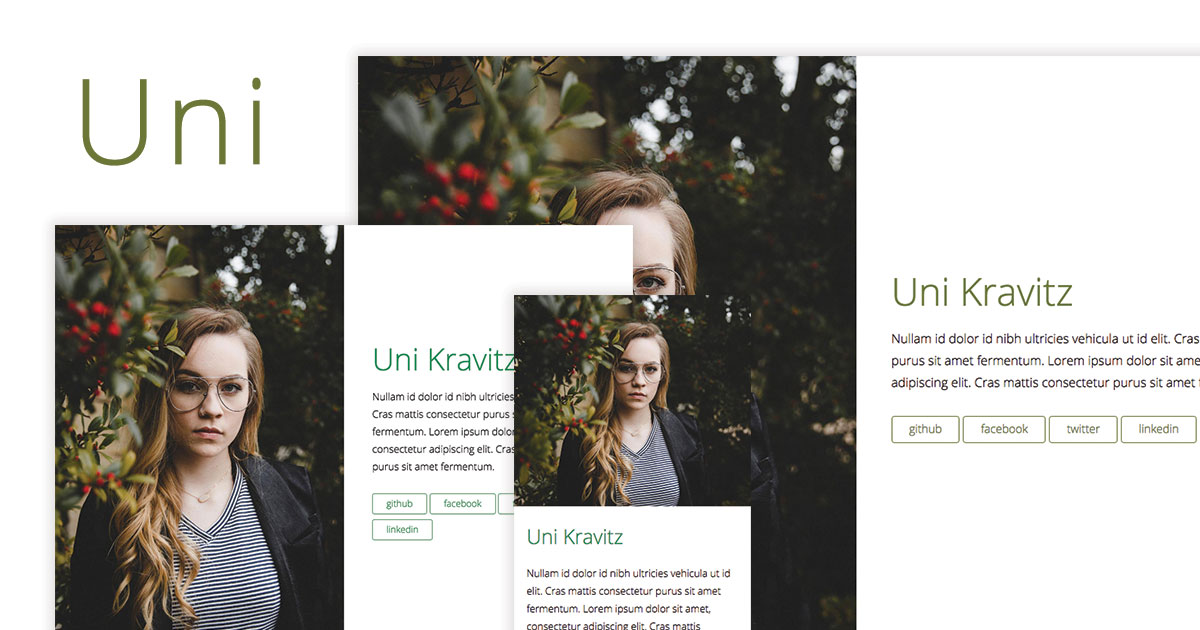 Uni
Uni Kravitz
Nullam id dolor id nibh ultricies vehicula ut id elit. Cras
purus sit amet fermentum. Lorem ipsum dolor sit ame
adipiscing elit. Cras mattis consectetur purus sit amet
github facebook twitter linkedin
Uni Kravitz
Nullam id dolor id nibh ultricies
Cras mattis consectetur purus
fermentum. Lorem ipsum dolor
consectetur adipiscing elit. Cras
purus sit amet fermentum.
github facebook
linkedin
Uni Kravitz
Nullam id dolor id nibh ultricies vehicula ut id
elit. Cras mattis consectetur purus sit amet
fermentum. Lorem ipsum dolor sit amet,
consectetur adipiscing elit. Cras mattis